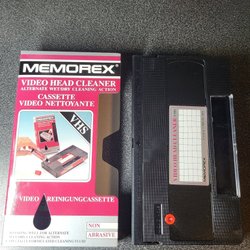 MEMOREX
VIDEO HEAD CLEANER
ALTERNATE WET/DRY CLEANING ACTION
CASSETTE
VIDEO NETTOYANTE
VHS
VIDEO REINIGUNGSCASSETTE
NON
ABRASIVE
VIDEO HEAD CLEANER
MEMOREX